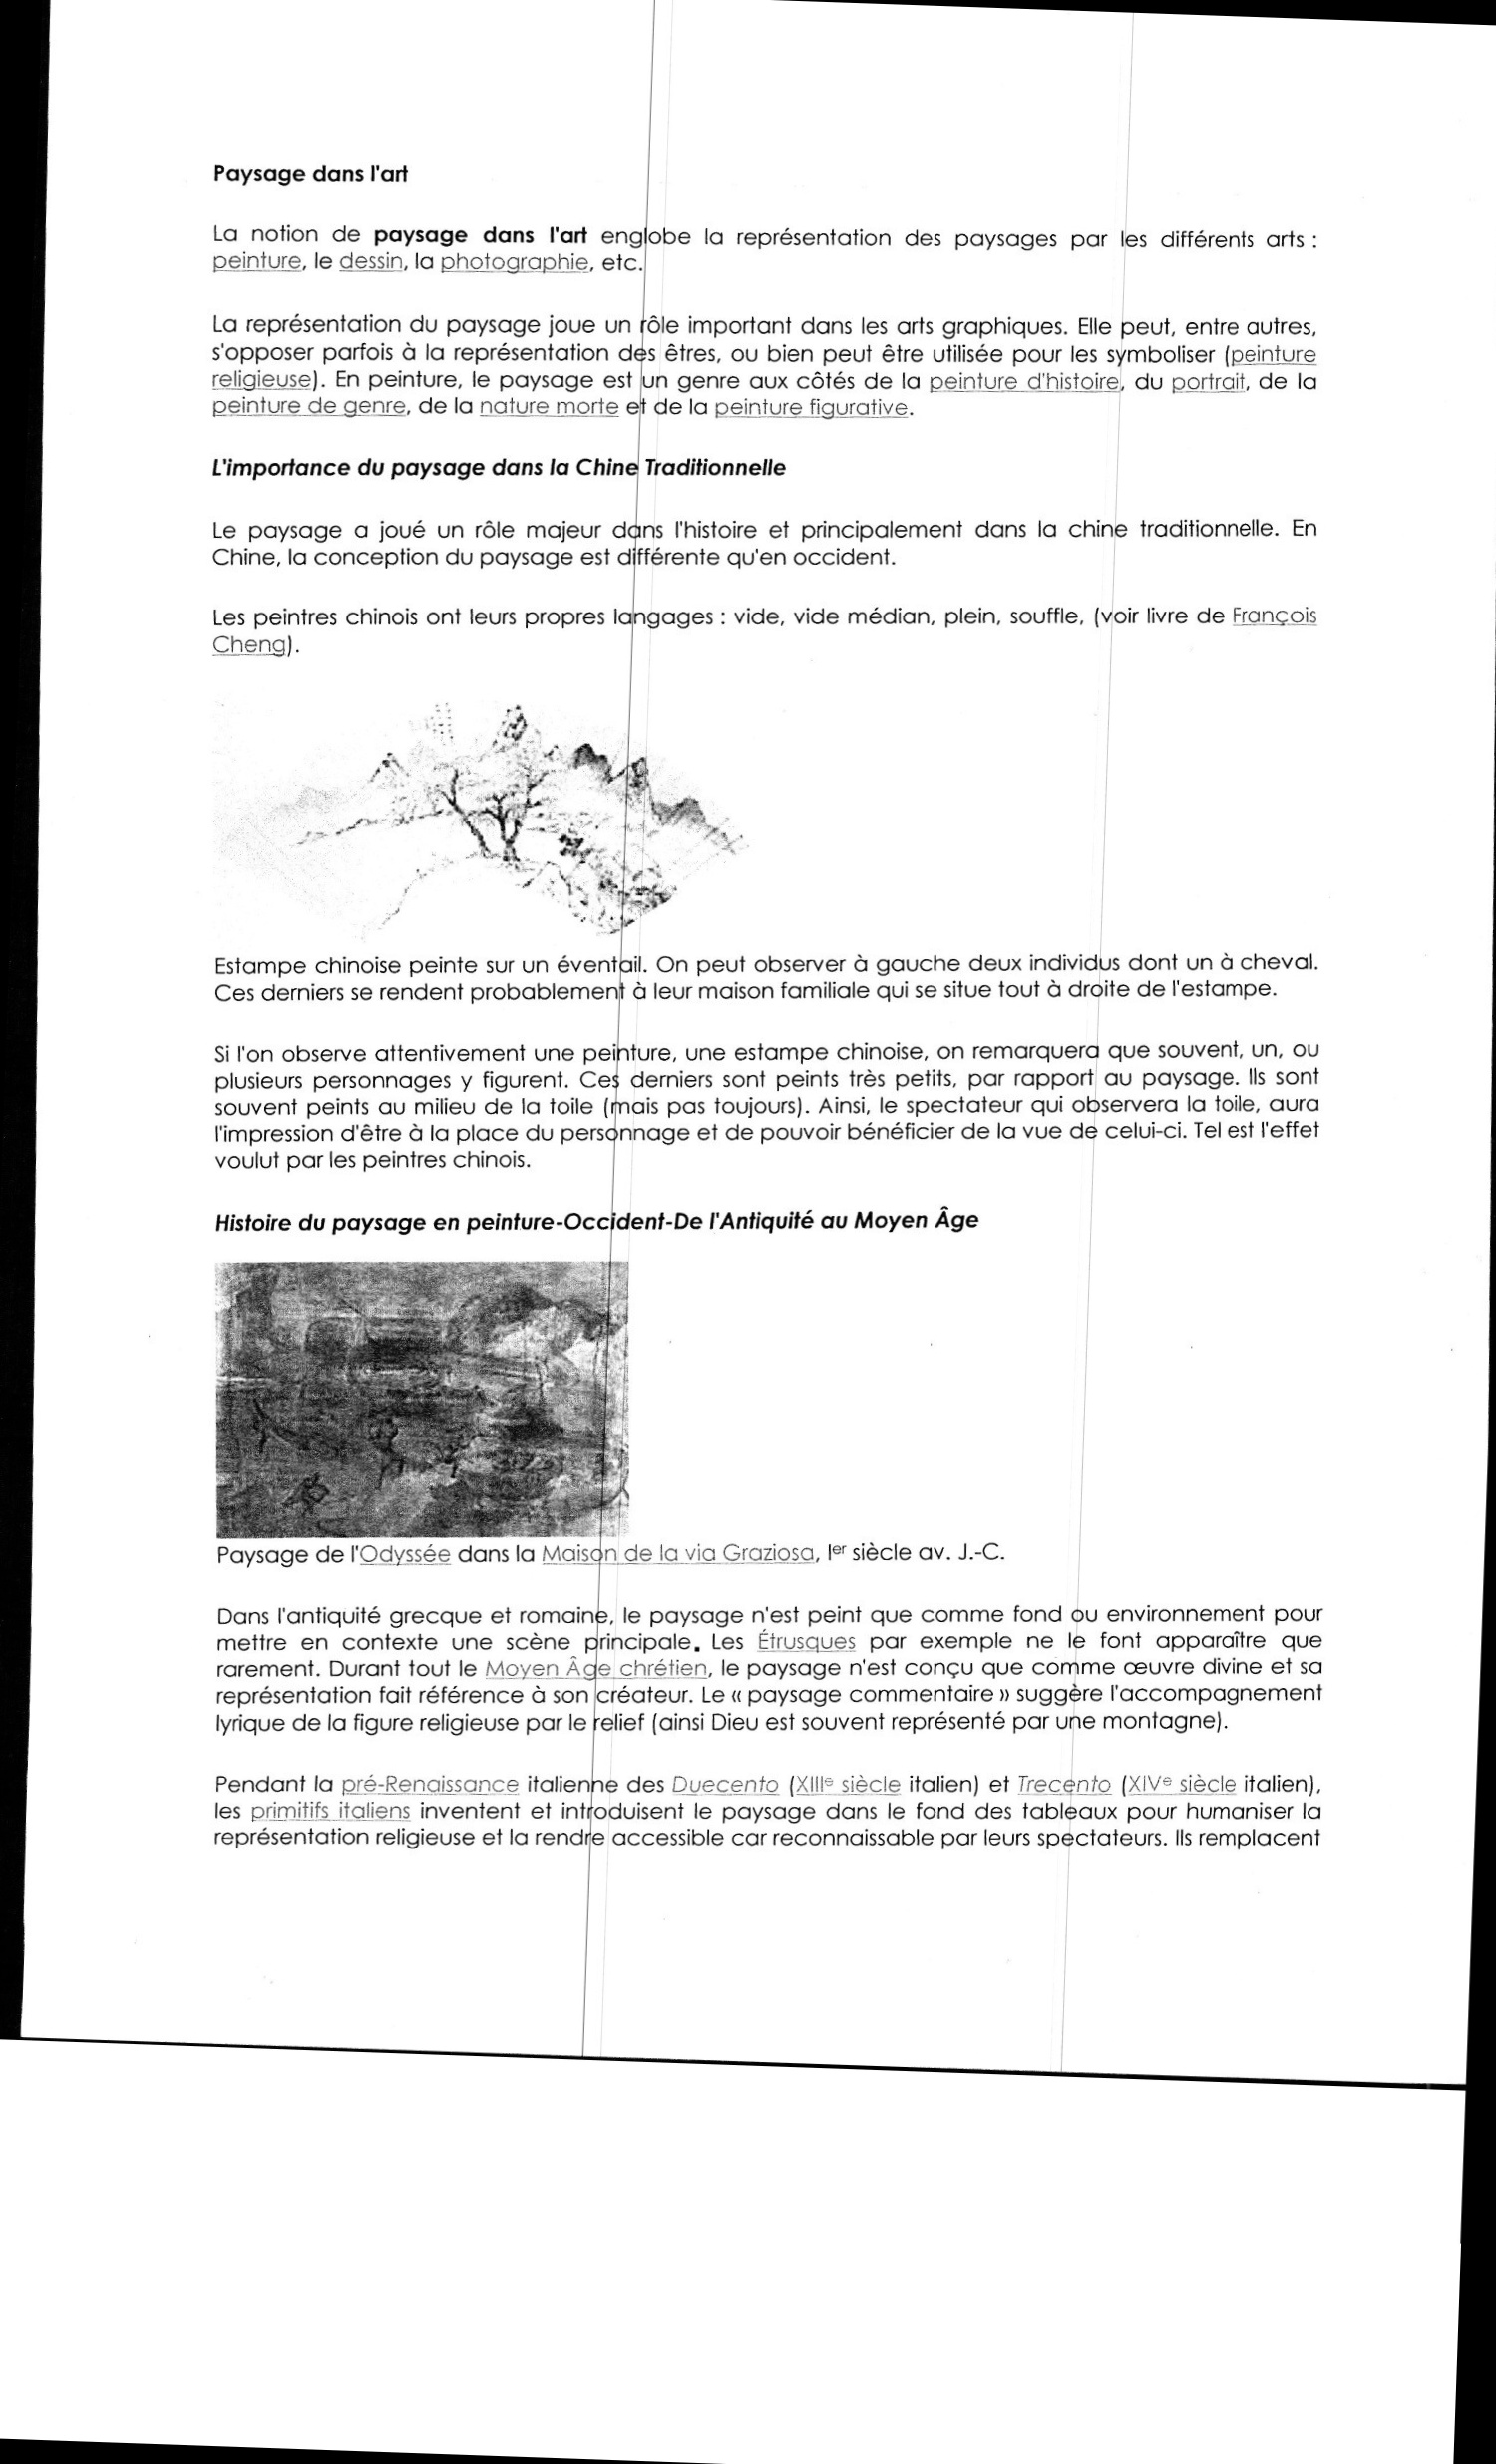 Paysage dans l'art
La notion de paysage dans l'art englobe la représentation des paysages par les différents arts :
peinture, le dessin, la photographie, etc.
La représentation du paysage joue un rôle important dans les arts graphiques. Elle peut, entre autres,
s'opposer parfois à la représentation des êtres, ou bien peut être utilisée pour les symboliser (peinture
religieuse). En peinture, le paysage est un genre aux côtés de la peinture d'histoire, du portrait, de la
peinture de genre, de la nature morte et de la peinture figurative.
L'importance du paysage dans la Chine Traditionnelle
Le paysage a joué un rôle majeur dans l'histoire et principalement dans la chine traditionnelle. En
Chine, la conception du paysage est différente qu'en occident.
Les peintres chinois ont leurs propres langages : vide, vide médian, plein, souffle, (voir livre de François
Cheng).
Estampe chinoise peinte sur un éventail. On peut observer à gauche deux individus dont un à cheval.
Ces derniers se rendent probablement à leur maison familiale qui se situe tout à droite de l'estampe.
Si l'on observe attentivement une peinture, une estampe chinoise, on remarquera que souvent, un, ou
plusieurs personnages y figurent. Ces derniers sont peints très petits, par rapport au paysage. Ils sont
souvent peints au milieu de la toile (mais pas toujours). Ainsi, le spectateur qui observera la toile, aura
l'impression d'être à la place du personnage et de pouvoir bénéficier de la vue de celui-ci. Tel est l'effet
voulut par les peintres chinois.
Histoire du paysage en peinture-Occident-De l'Antiquité au Moyen Âge
Paysage de l'Odyssée dans la Maison de la via Graziosa, Ier siècle av. J.-C.
Dans l'antiquité grecque et romaine, le paysage n'est peint que comme fond ou environnement pour
mettre en contexte une scène principale. Les Étrusques par exemple ne le font apparaître que
rarement. Durant tout le Moyen Âge chrétien, le paysage n'est conçu que comme œuvre divine et sa
représentation fait référence à son créateur. Le « paysage commentaire » suggère l'accompagnement
lyrique de la figure religieuse par le relief (ainsi Dieu est souvent représenté par une montagne).
Pendant la pré-Renaissance italienne des Duecento (XIIIe siècle italien) et Trecento (XIVe siècle italien),
les primitifs italiens inventent et introduisent le paysage dans le fond des tableaux pour humaniser la
représentation religieuse et la rendre accessible car reconnaissable par leurs spectateurs. Ils remplacent